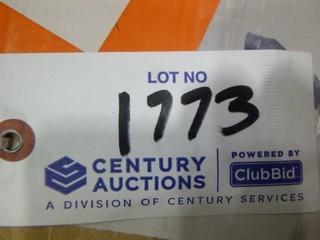 LOT NO
1773
CENTURY AUCTIONS
POWERED BY
ClubBid
A DIVISION OF CENTURY SERVICES